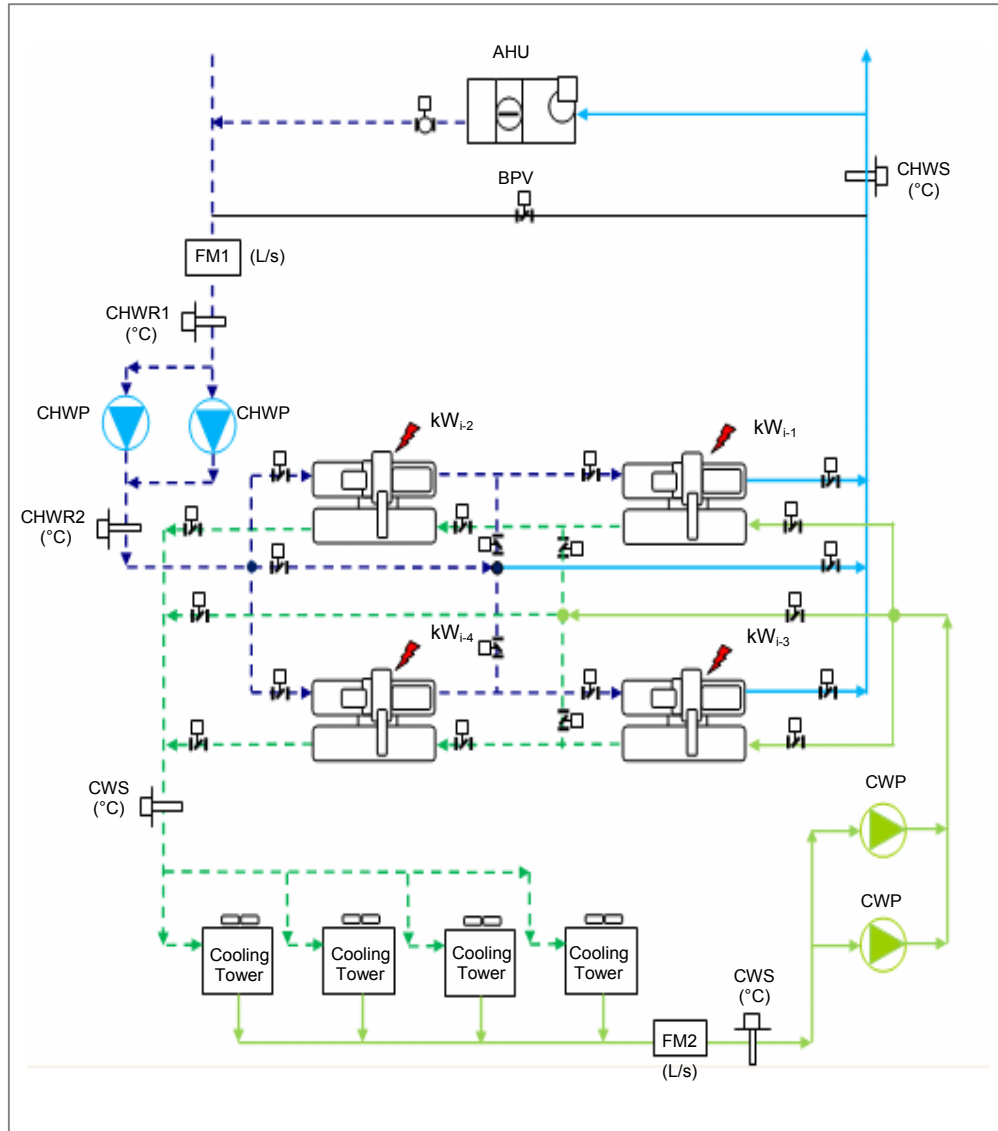 AHU
BPV
CHWS
(°C)
FM1
(L/s)
CHWR1
(°C)
CHWP
CHWP
kWi-2
kWi-1
CHWR2
(°C)
kWi-4
kWi-3
CWS
(°C)
CWP
CWP
Cooling
Tower
Cooling
Tower
Cooling
Tower
Cooling
Tower
CWS
(°C)
FM2
(L/s)